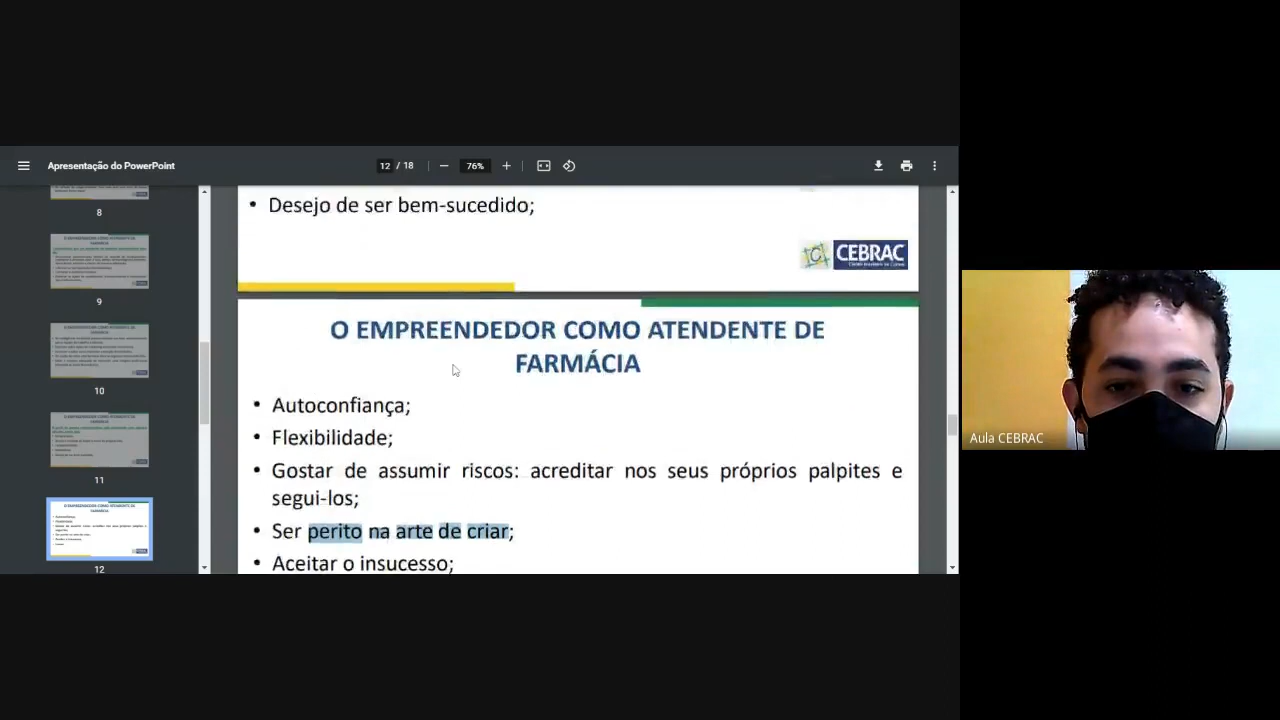 Apresentação do PowerPoint
12 / 18
76%
8
9
10
11
12
• Desejo de ser bem-sucedido;
CEBRAC
O EMPREENDEDOR COMO ATENDENTE DE
FARMÁCIA
• Autoconfiança;
• Flexibilidade;
• Gostar de assumir riscos: acreditar nos seus próprios palpites e
segui-los;
• Ser perito na arte de criar;
• Aceitar o insucesso;
Aula CEBRAC